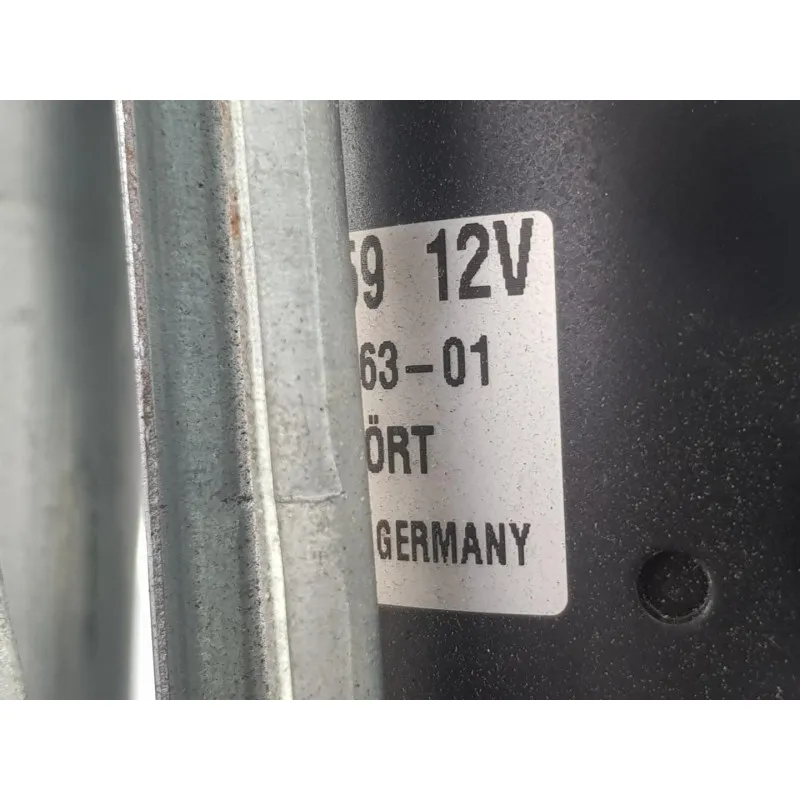 59 12V
63-01
ÖRT
GERMANY